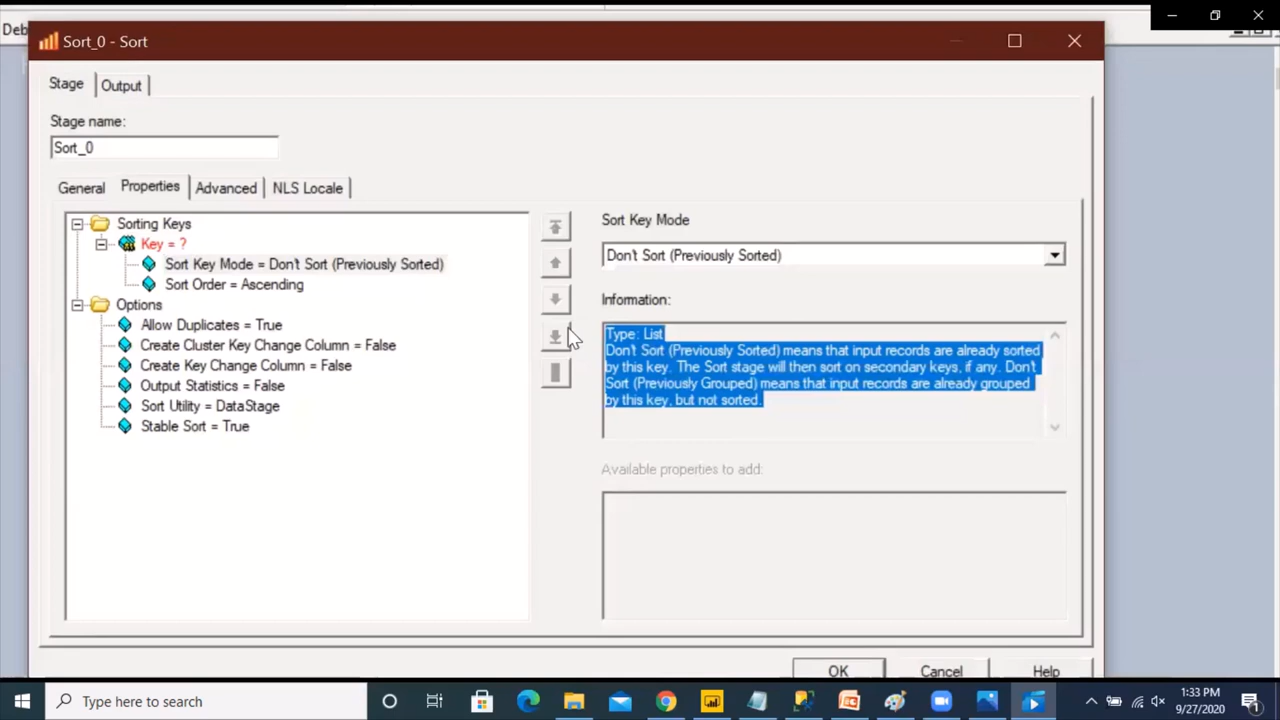 Deb
Sort_0 - Sort
Stage
Output
Stage name:
Sort_0
General
Properties
Advanced
NLS Locale
Sorting Keys
Key = ?
Sort Key Mode = Don't Sort (Previously Sorted)
Sort Order = Ascending
Options
Allow Duplicates = True
Create Cluster Key Change Column = False
Create Key Change Column = False
Output Statistics = False
Sort Utility = DataStage
Stable Sort = True
Sort Key Mode
Don't Sort (Previously Sorted)
Information:
Type: List
Don't Sort (Previously Sorted) means that input records are already sorted
by this key. The Sort stage will then sort on secondary keys, if any. Don't
Sort (Previously Grouped) means that input records are already grouped
by this key, but not sorted.
Available properties to add:
OK
Cancel
Help
Type here to search
1:33 PM
9/27/2020
1